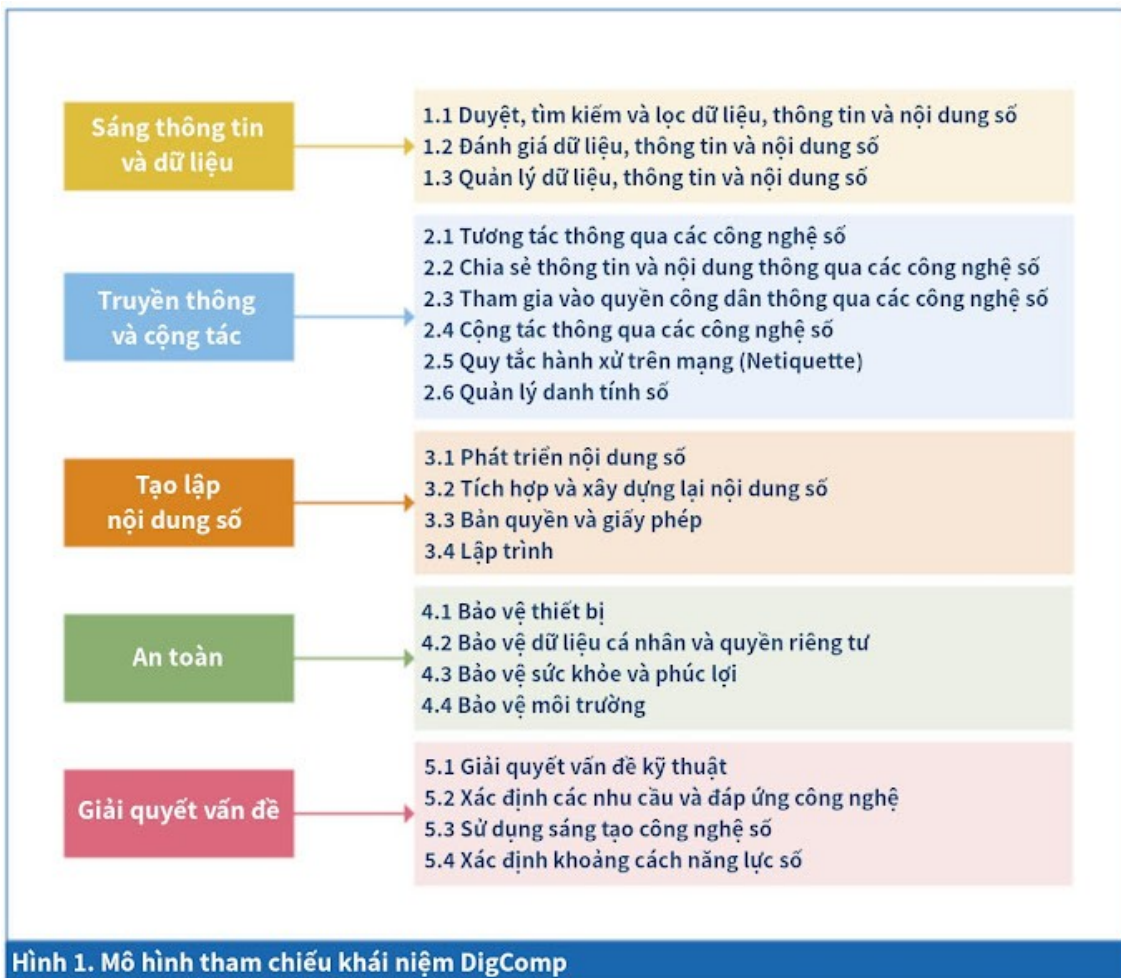 Sáng thông tin
và dữ liệu
1.1 Duyệt, tìm kiếm và lọc dữ liệu, thông tin và nội dung số
1.2 Đánh giá dữ liệu, thông tin và nội dung số
1.3 Quản lý dữ liệu, thông tin và nội dung số
Truyền thông
và cộng tác
2.1 Tương tác thông qua các công nghệ số
2.2 Chia sẻ thông tin và nội dung thông qua các công nghệ số
2.3 Tham gia vào quyền công dân thông qua các công nghệ số
2.4 Cộng tác thông qua các công nghệ số
2.5 Quy tắc hành xử trên mạng (Netiquette)
2.6 Quản lý danh tính số
Tạo lập
nội dung số
3.1 Phát triển nội dung số
3.2 Tích hợp và xây dựng lại nội dung số
3.3 Bản quyền và giấy phép
3.4 Lập trình
An toàn
4.1 Bảo vệ thiết bị
4.2 Bảo vệ dữ liệu cá nhân và quyền riêng tư
4.3 Bảo vệ sức khỏe và phúc lợi
4.4 Bảo vệ môi trường
Giải quyết vấn đề
5.1 Giải quyết vấn đề kỹ thuật
5.2 Xác định các nhu cầu và đáp ứng công nghệ
5.3 Sử dụng sáng tạo công nghệ số
5.4 Xác định khoảng cách năng lực số
Hình 1. Mô hình tham chiếu khái niệm DigComp